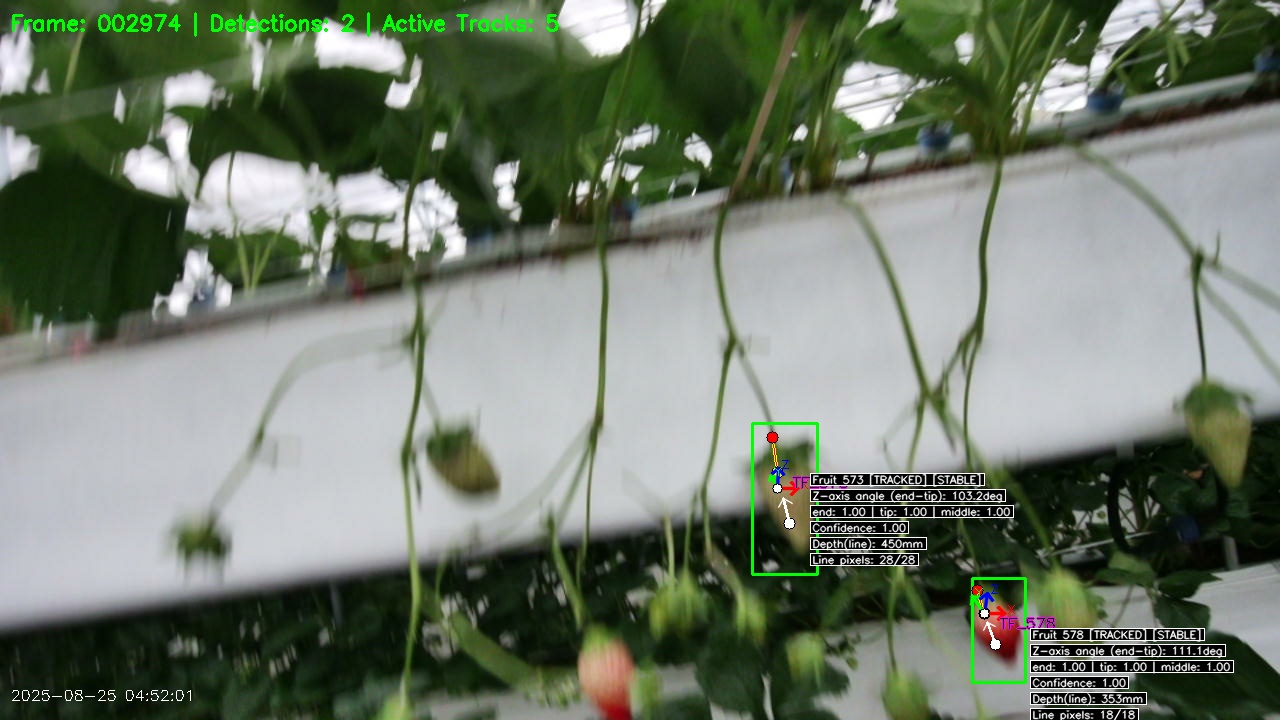 Frame: 002974 | Detections: 2 | Active Tracks: 5
Z
Fruit 573 [TRACKED] [STABLE]
Z-axis angle (end-tip): 103.2deg
end: 1.00 | tip: 1.00 | middle: 1.00
Confidence: 1.00
Depth(line): 450mm
Line pixels: 28/28
TF_578
Fruit 578 [TRACKED] [STABLE]
Z-axis angle (end-tip): 111.1deg
end: 1.00 | tip: 1.00 | middle: 1.00
Confidence: 1.00
Depth(line): 353mm
Line pixels: 18/18
2025-08-25 04:52:01